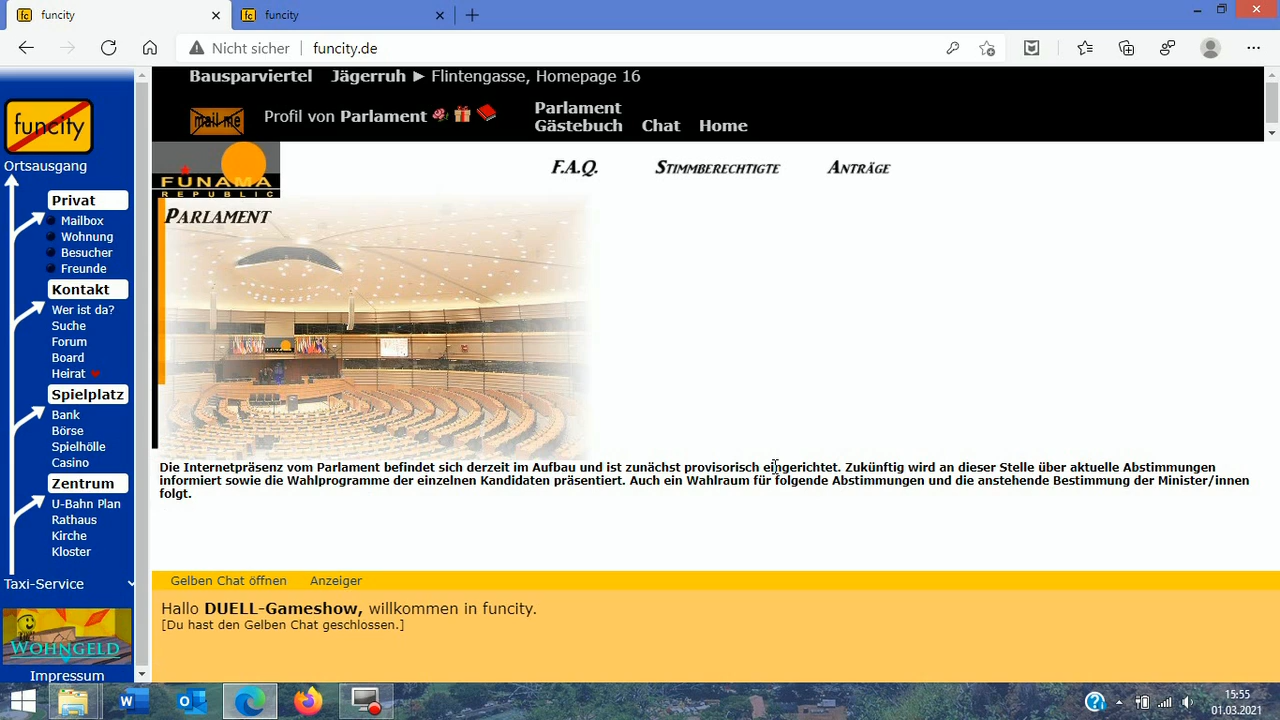 funcity
funcity
Nicht sicher
funcity.de
Bausparviertel Jägerruh ▶ Flintengasse, Homepage 16
mail me
Profil von Parlament
Parlament
Gästebuch Chat Home
funcity
Ortsausgang
Privat
Mailbox
Wohnung
Besucher
Freunde
Kontakt
Wer ist da?
Suche
Forum
Board
Heirat
Spielplatz
Bank
Börse
Spielhölle
Casino
Zentrum
U-Bahn Plan
Rathaus
Kirche
Kloster
Taxi-Service
WOHNGELD
Impressum
FUNAMA
REPUBLIC
F.A.Q. Stimmberechtigte Anträge
Parlament
Die Internetpräsenz vom Parlament befindet sich derzeit im Aufbau und ist zunächst provisorisch eingerichtet. Zukünftig wird an dieser Stelle über aktuelle Abstimmungen
informiert sowie die Wahlprogramme der einzelnen Kandidaten präsentiert. Auch ein Wahlraum für folgende Abstimmungen und die anstehende Bestimmung der Minister/innen
folgt.
Gelben Chat öffnen Anzeiger
Hallo DUELL-Gameshow, willkommen in funcity.
[Du hast den Gelben Chat geschlossen.]
15:55
01.03.2021